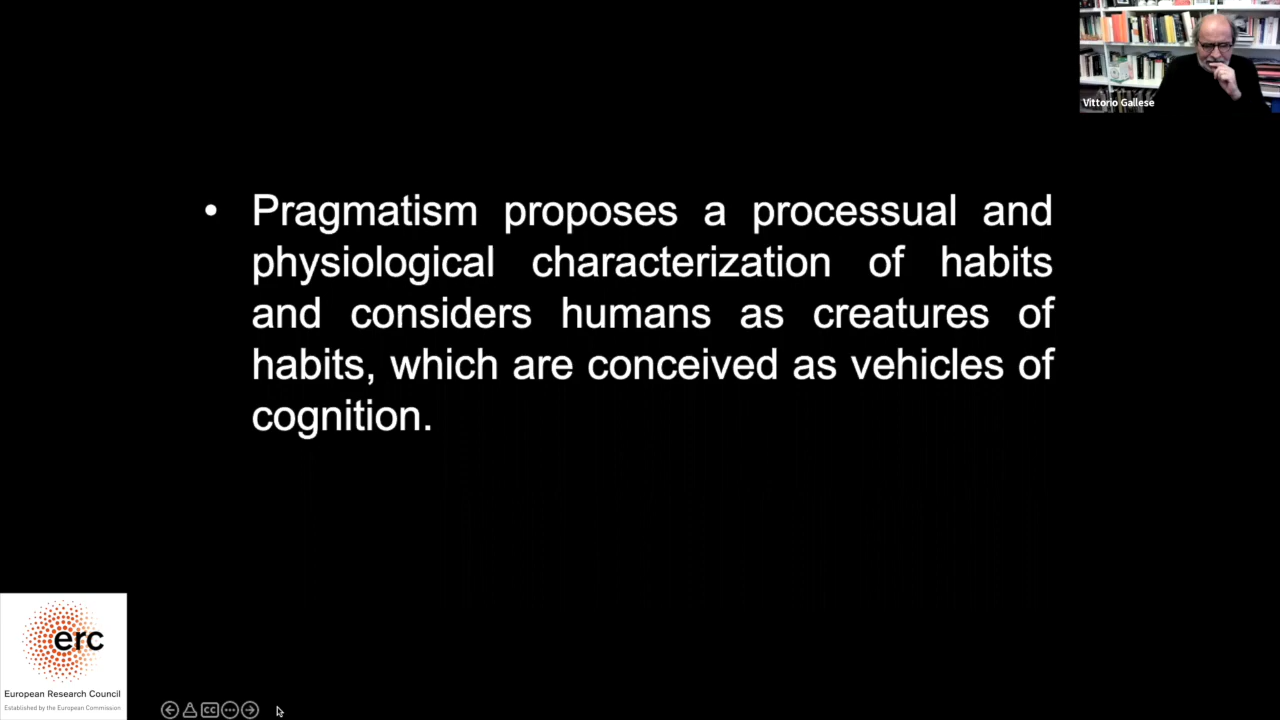 Vittorio Gallese
• Pragmatism proposes a processual and
physiological characterization of habits
and considers humans as creatures of
habits, which are conceived as vehicles of
cognition.
erc
European Research Council
Established by the European Commission
CC